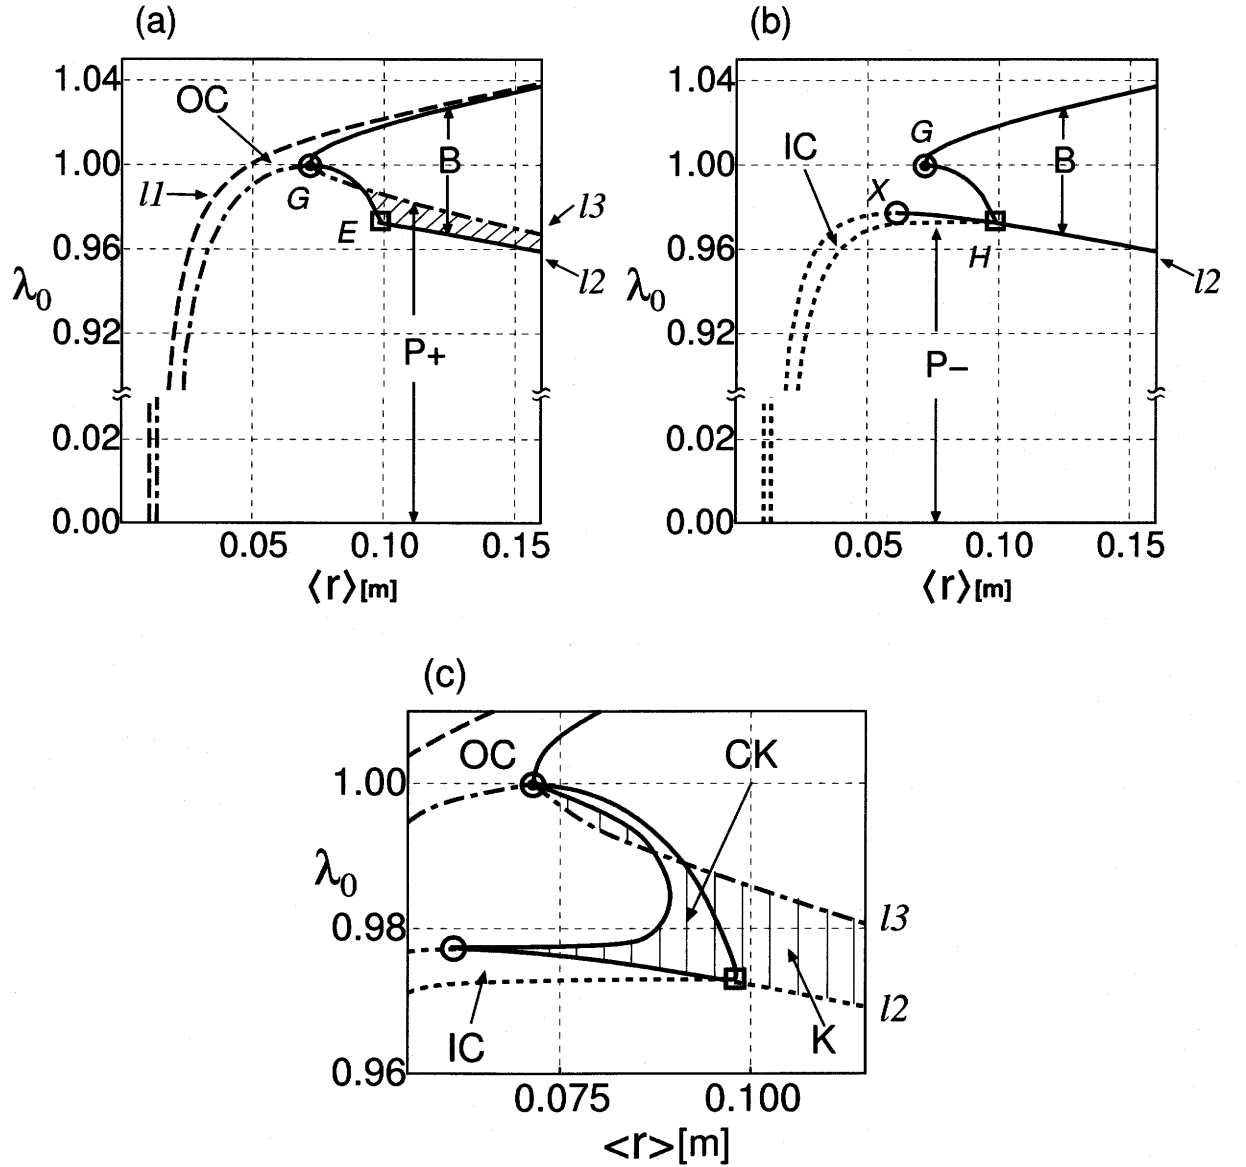 (a)
1.04
OC
1.00
l1
G
B
E
l3
0.96
λ0
l2
0.92
P+
0.02
0.00
0.05 0.10 0.15
⟨r⟩[m]
(b)
1.04
G
IC
B
1.00
X
0.96
H
λ0
l2
0.92
P−
0.02
0.00
0.05 0.10 0.15
⟨r⟩[m]
(c)
OC CK
1.00
λ0
l3
0.98
l2
IC K
0.96
0.075 0.100
<r>[m]